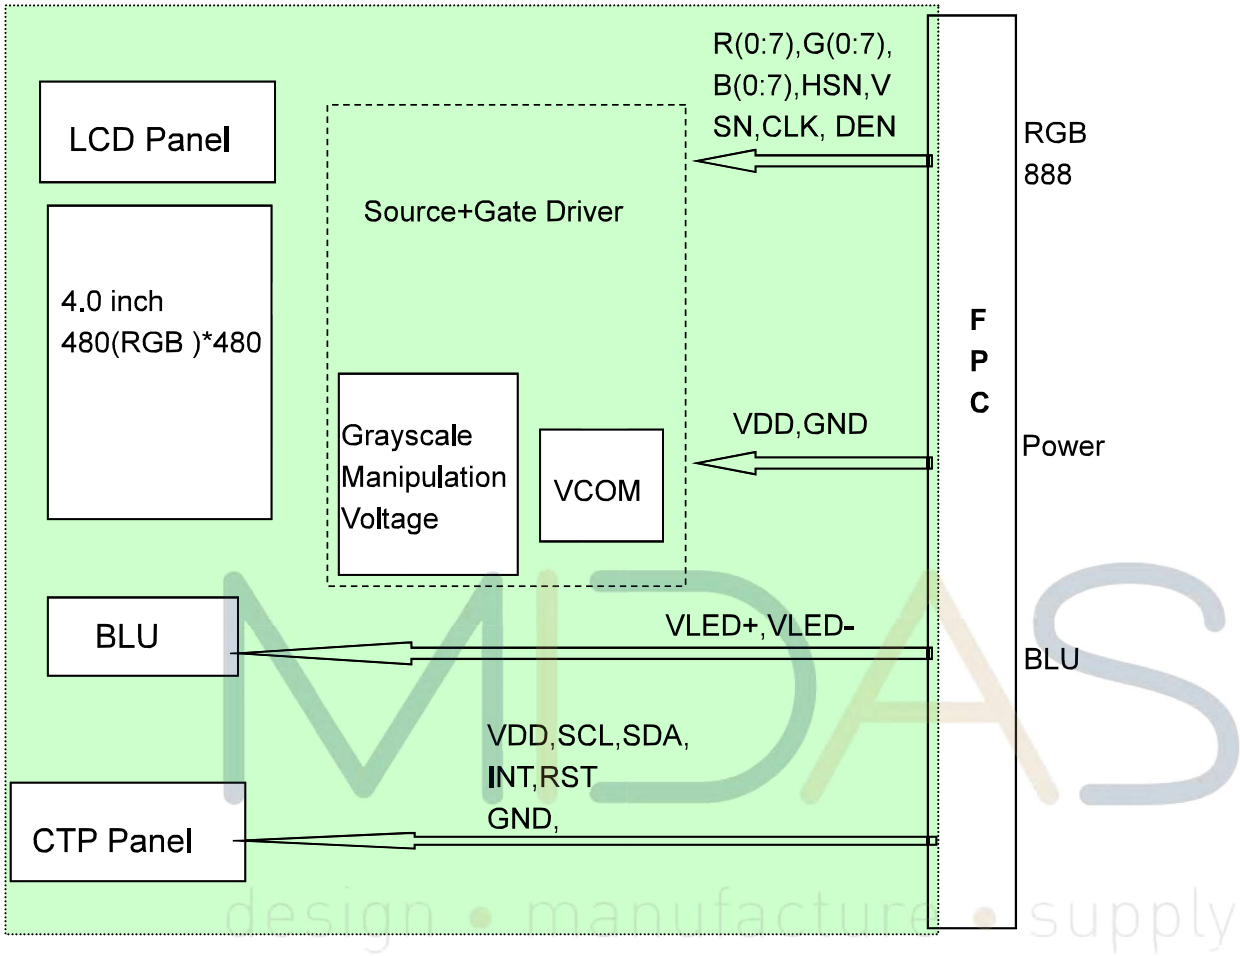 R(0:7),G(0:7),
B(0:7),HSN,V
SN,CLK, DEN
LCD Panel
RGB
888
Source+Gate Driver
4.0 inch
480(RGB )*480
F
P
C
Grayscale
Manipulation
Voltage
VCOM
VDD,GND
Power
BLU
VLED+,VLED-
BLU
VDD,SCL,SDA,
INT,RST
GND,
CTP Panel
MIDAS
design • manufacture • supply